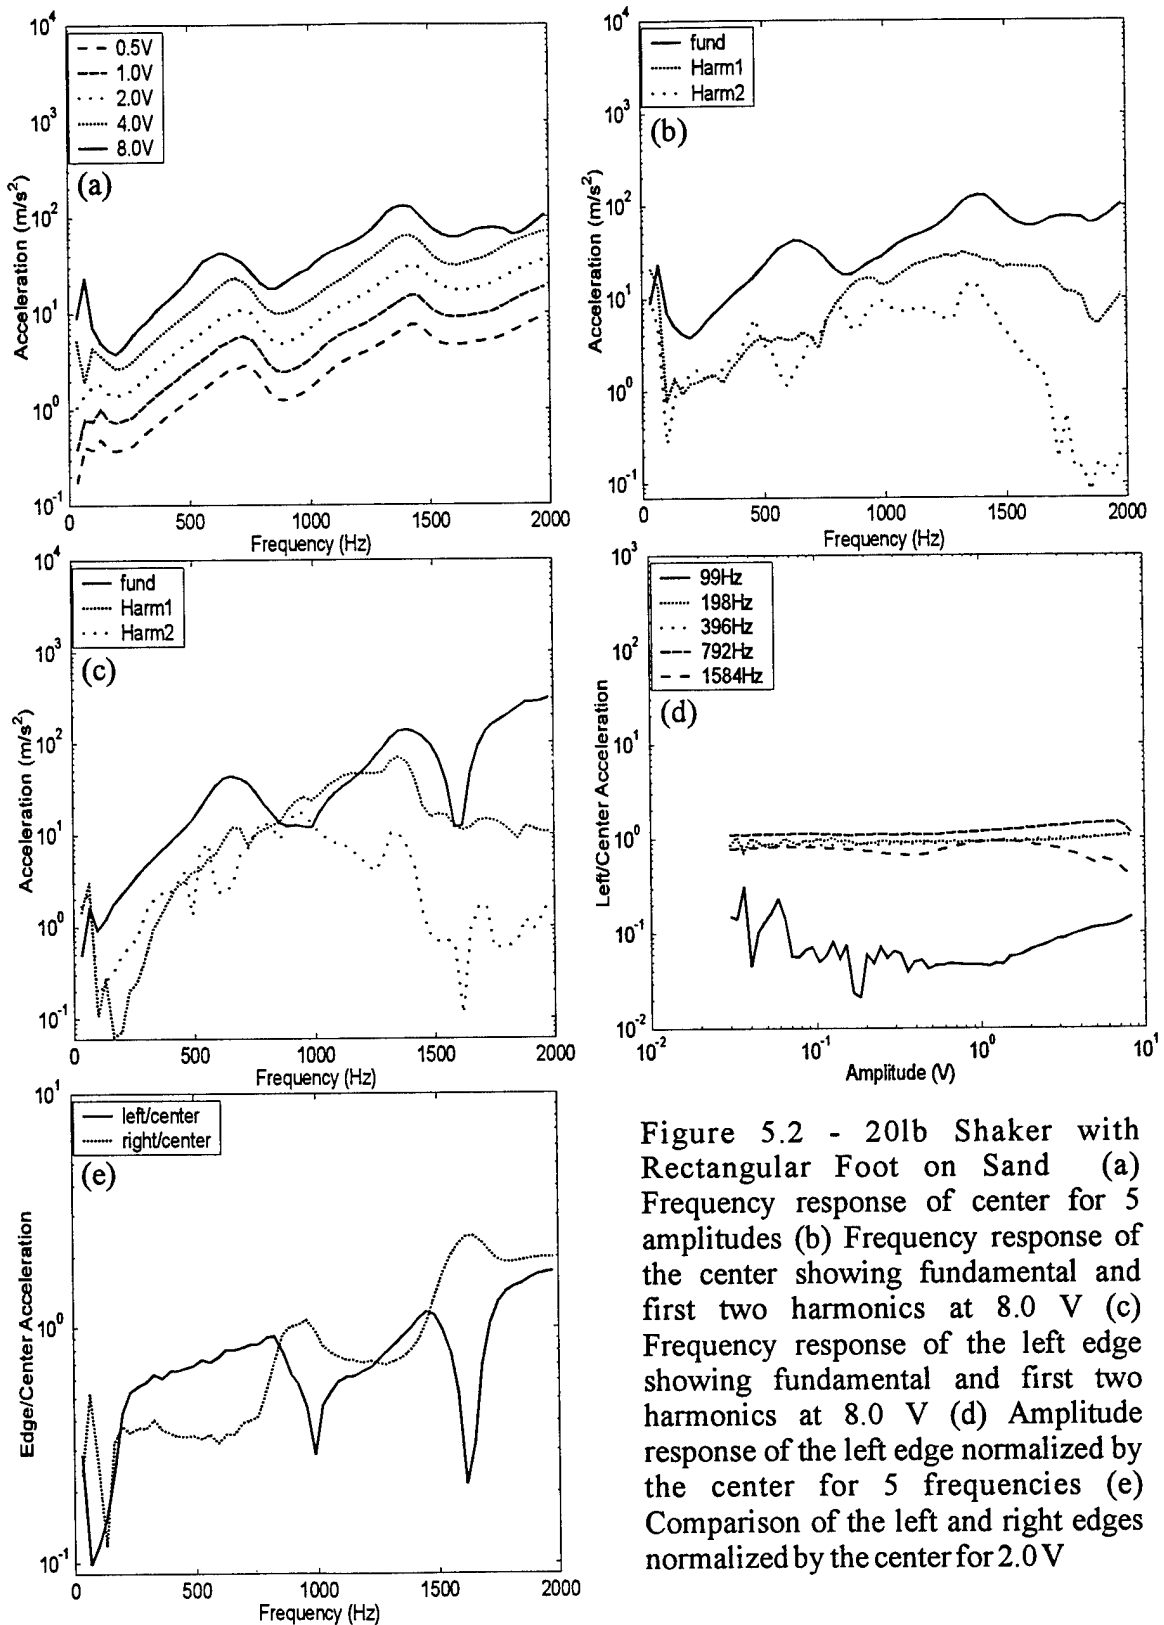 10^4
0.5V
1.0V
2.0V
4.0V
8.0V
(a)
10^3
10^2
10^1
10^0
10^-1
Acceleration (m/s^2)
0 500 1000 1500 2000
Frequency (Hz)
10^4
fund
Harm1
Harm2
(b)
10^3
10^2
10^1
10^0
10^-1
Acceleration (m/s^2)
0 500 1000 1500 2000
Frequency (Hz)
10^4
fund
Harm1
Harm2
(c)
10^3
10^2
10^1
10^0
10^-1
Acceleration (m/s^2)
0 500 1000 1500 2000
Frequency (Hz)
10^3
99Hz
198Hz
396Hz
792Hz
1584Hz
(d)
10^2
10^1
10^0
10^-1
10^-2
Left/Center Acceleration
10^-2 10^-1 10^0 10^1
Amplitude (V)
10^1
left/center
right/center
(e)
10^0
10^-1
Edge/Center Acceleration
0 500 1000 1500 2000
Frequency (Hz)
Figure 5.2 - 20lb Shaker with
Rectangular Foot on Sand (a)
Frequency response of center for 5
amplitudes (b) Frequency response of
the center showing fundamental and
first two harmonics at 8.0 V (c)
Frequency response of the left edge
showing fundamental and first two
harmonics at 8.0 V (d) Amplitude
response of the left edge normalized by
the center for 5 frequencies (e)
Comparison of the left and right edges
normalized by the center for 2.0 V